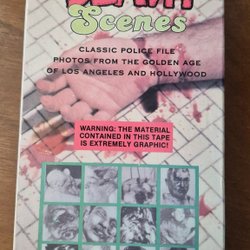 DEATH
Scenes
CLASSIC POLICE FILE
PHOTOS FROM THE GOLDEN AGE
OF LOS ANGELES AND HOLLYWOOD
WARNING: THE MATERIAL
CONTAINED IN THIS TAPE
IS EXTREMELY GRAPHIC!